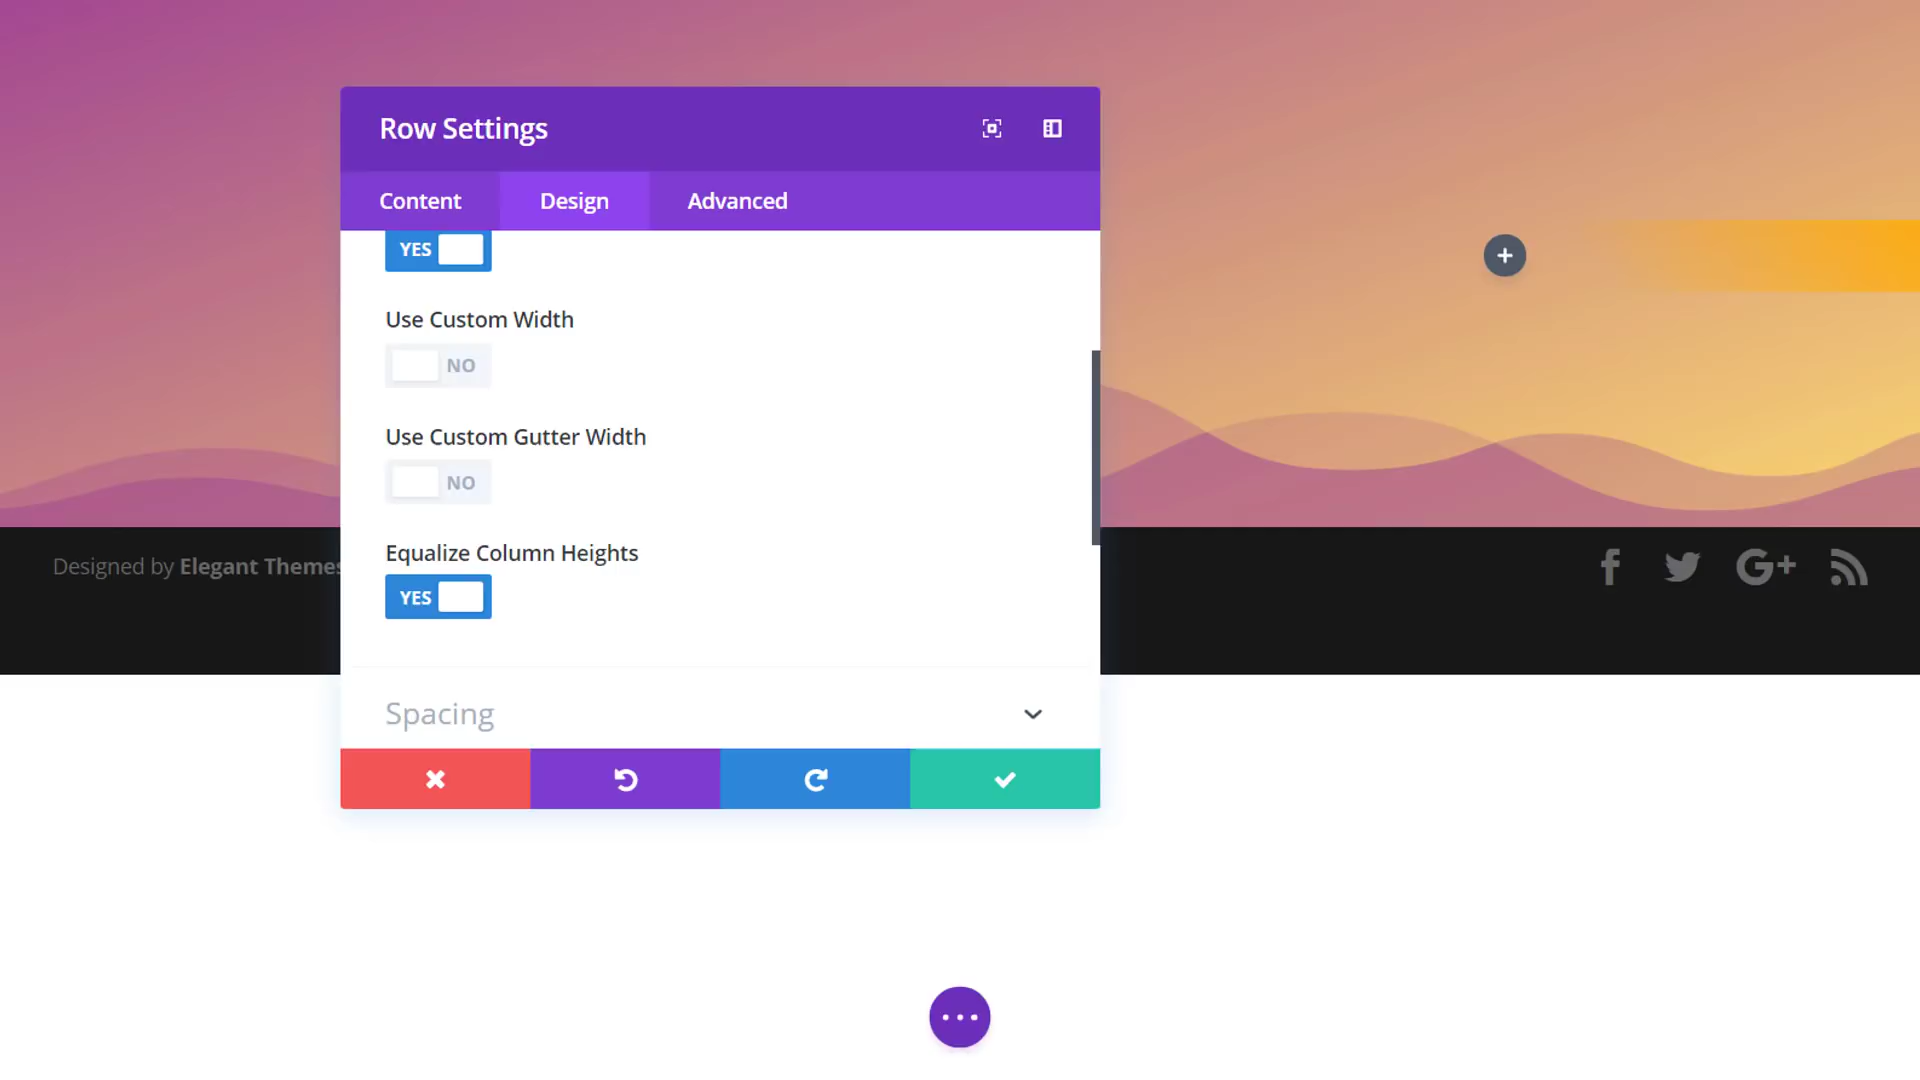 Row Settings
Content Design Advanced
YES
Use Custom Width
NO
Use Custom Gutter Width
NO
Equalize Column Heights
YES
Designed by Elegant Themes
Spacing